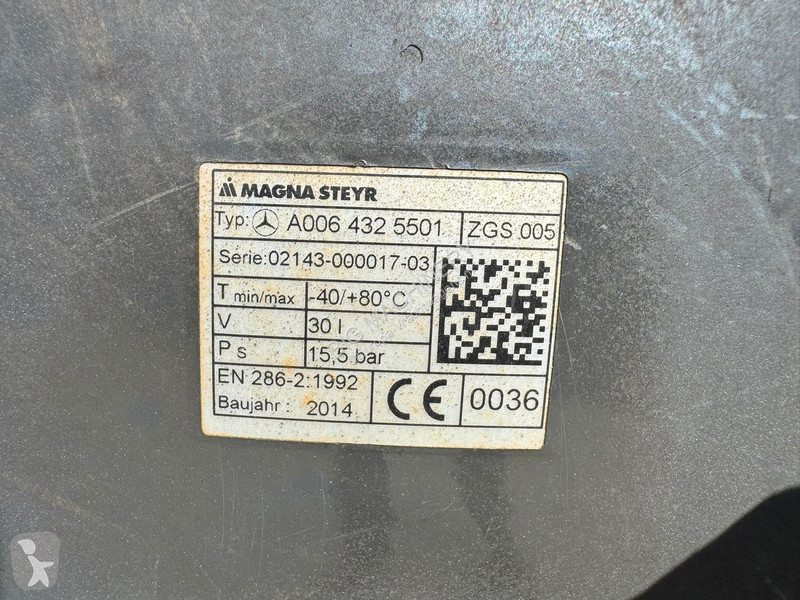 MAGNA STEYR
Typ: A006 432 5501 ZGS 005
Serie: 02143-000017-03
T min/max -40/+80°C
V 30 l
P s 15,5 bar
EN 286-2:1992
Baujahr: 2014 CE 0036